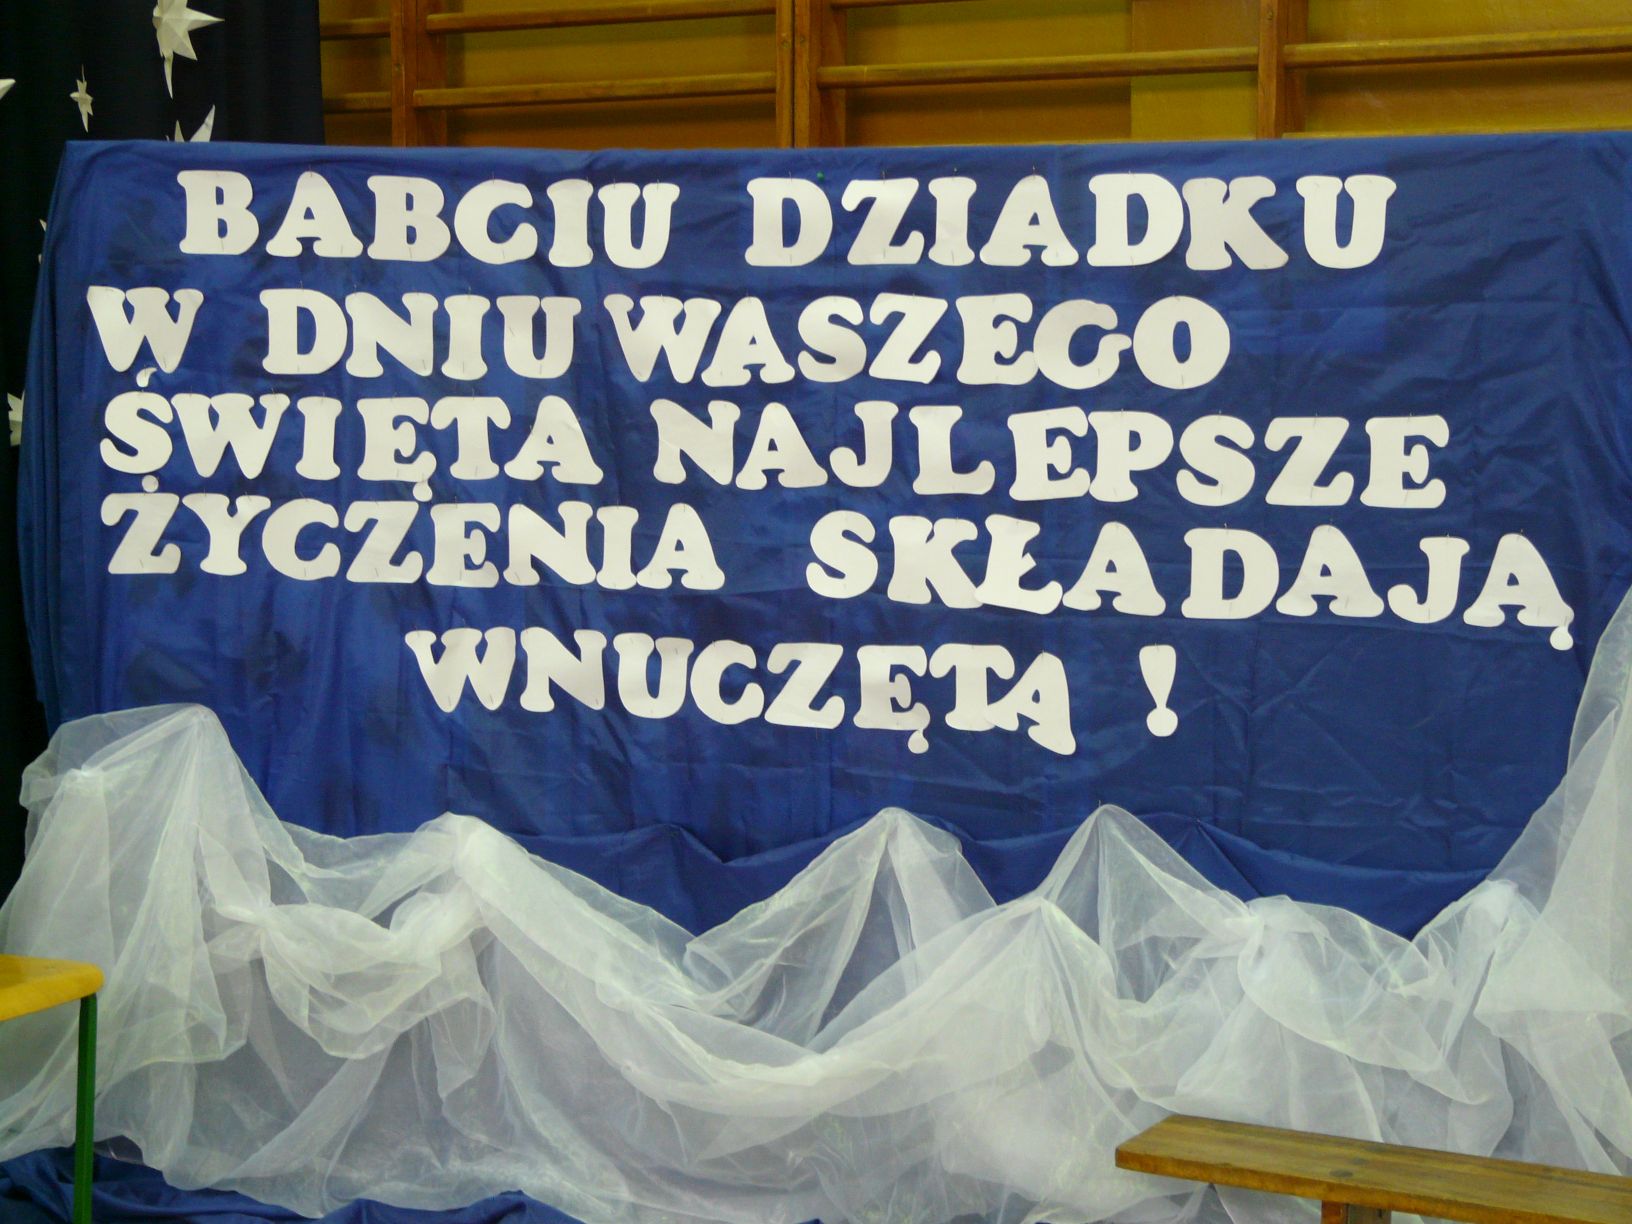 BABCIU DZIADKU
W DNIU WASZEGO
ŚWIĘTA NAJLEPSZE
ŻYCZENIA SKŁADAJĄ
WNUCZĘTA !